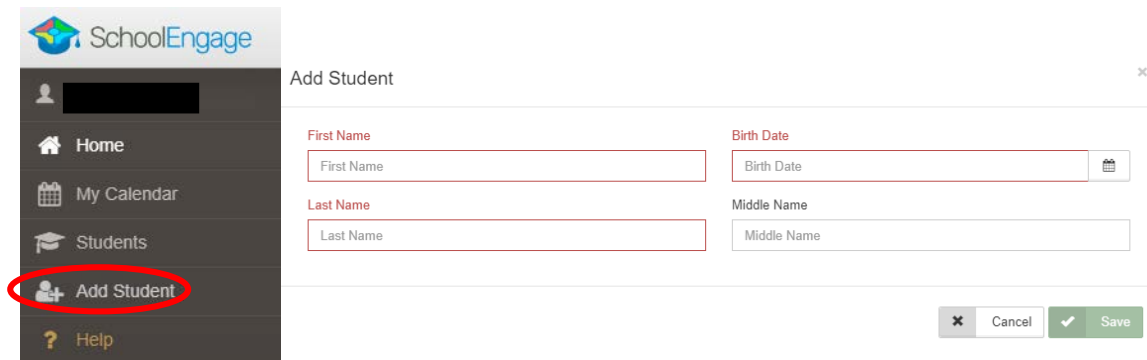 SchoolEngage
Home
My Calendar
Students
Add Student
? Help
Add Student
First Name
First Name
Birth Date
Birth Date
Last Name
Last Name
Middle Name
Middle Name
Cancel
Save